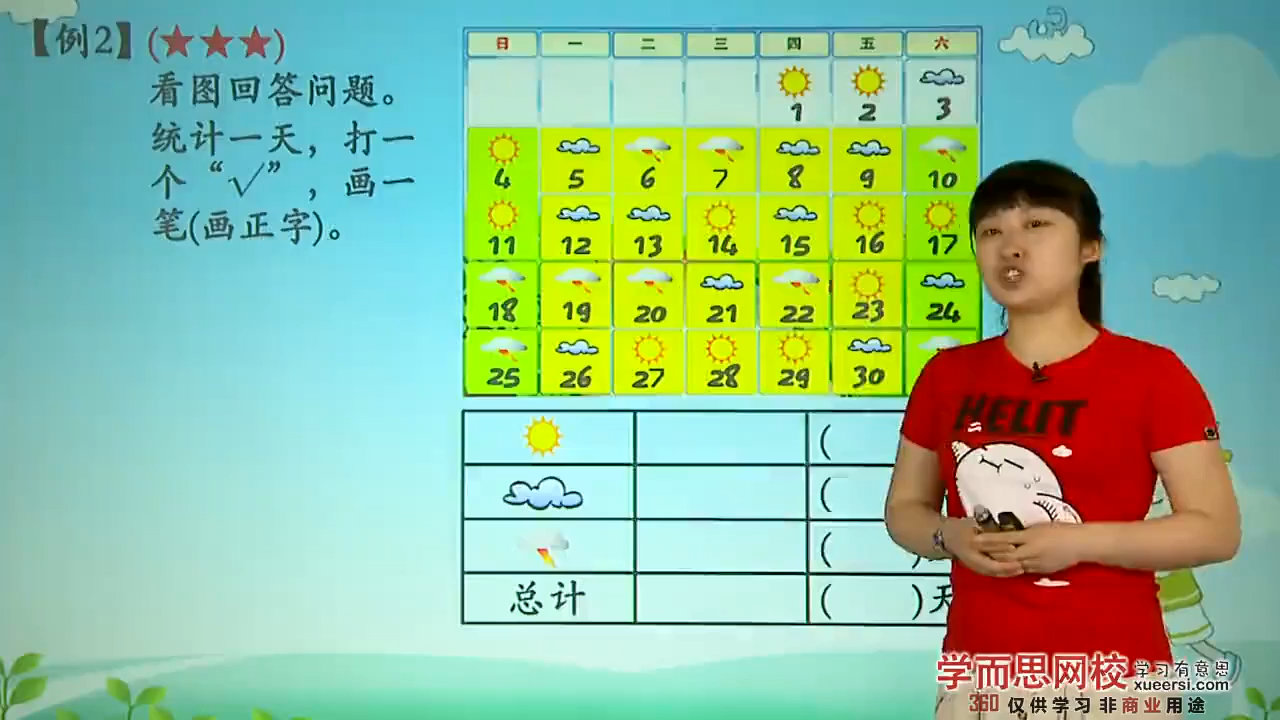 【例2】(★★★)
看图回答问题。
统计一天，打一
个“√”，画一
笔(画正字)。
日 一 二 三 四 五 六
1 2 3
4 5 6 7 8 9 10
11 12 13 14 15 16 17
18 19 20 21 22 23 24
25 26 27 28 29 30
(
(
( )
总计 ( )天
HELIT
学而思网校 学习有意思
xueersi.com
360 仅供学习 非商业用途